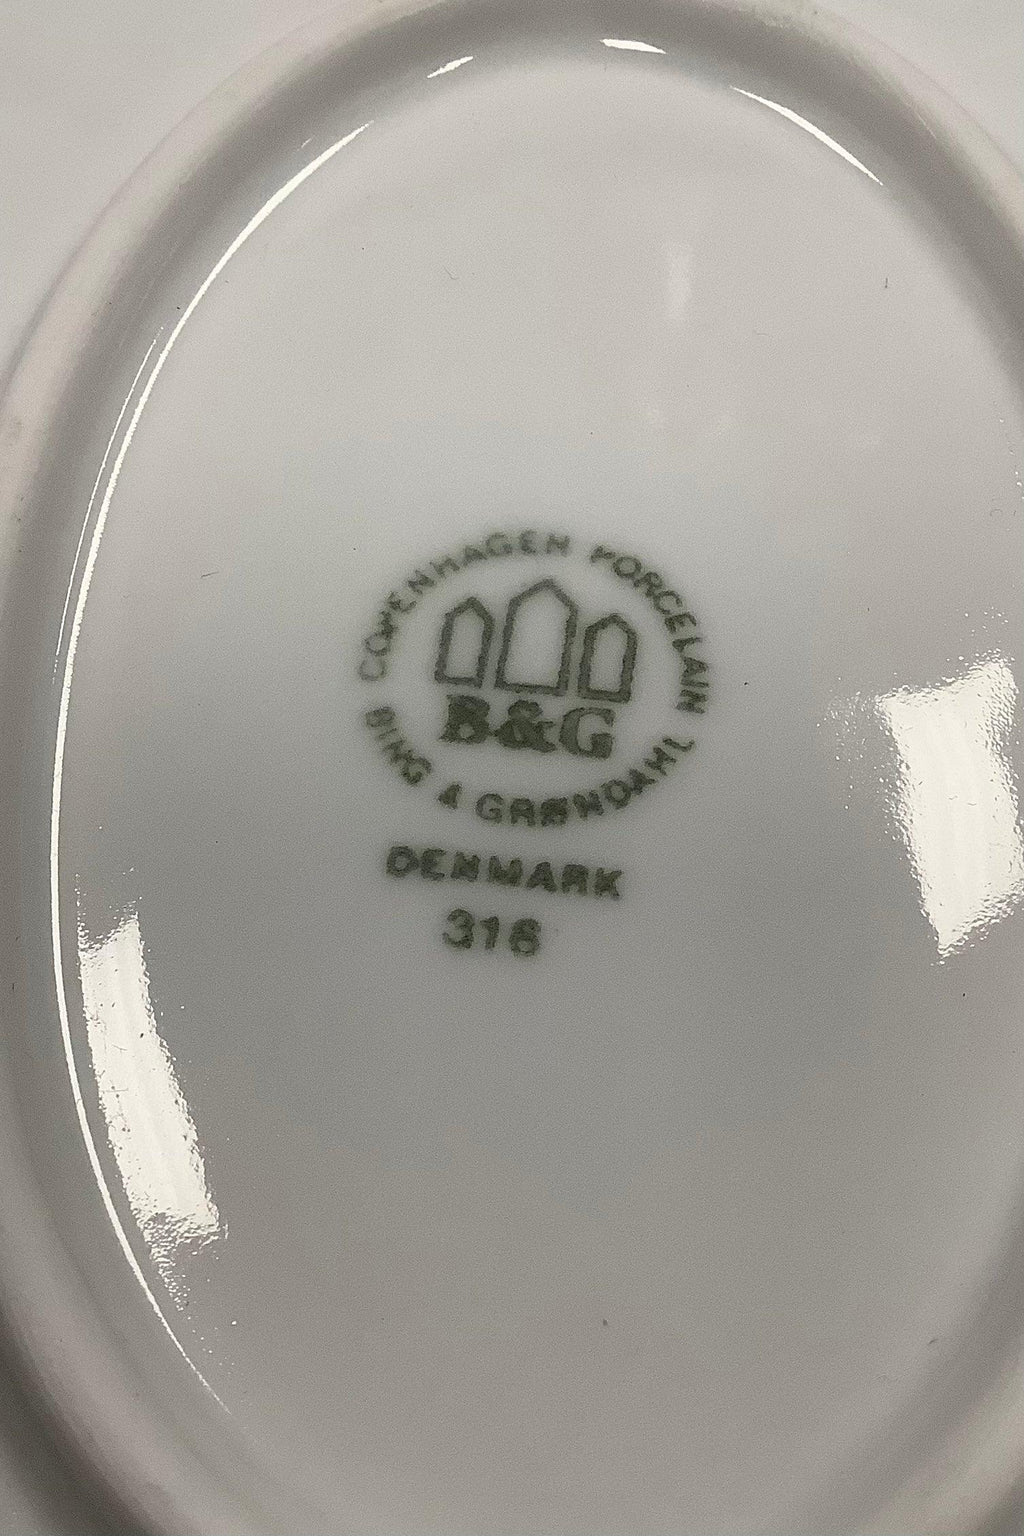 COPENHAGEN PORCELAIN
B&G
BING & GRØNDAHL
DENMARK
316